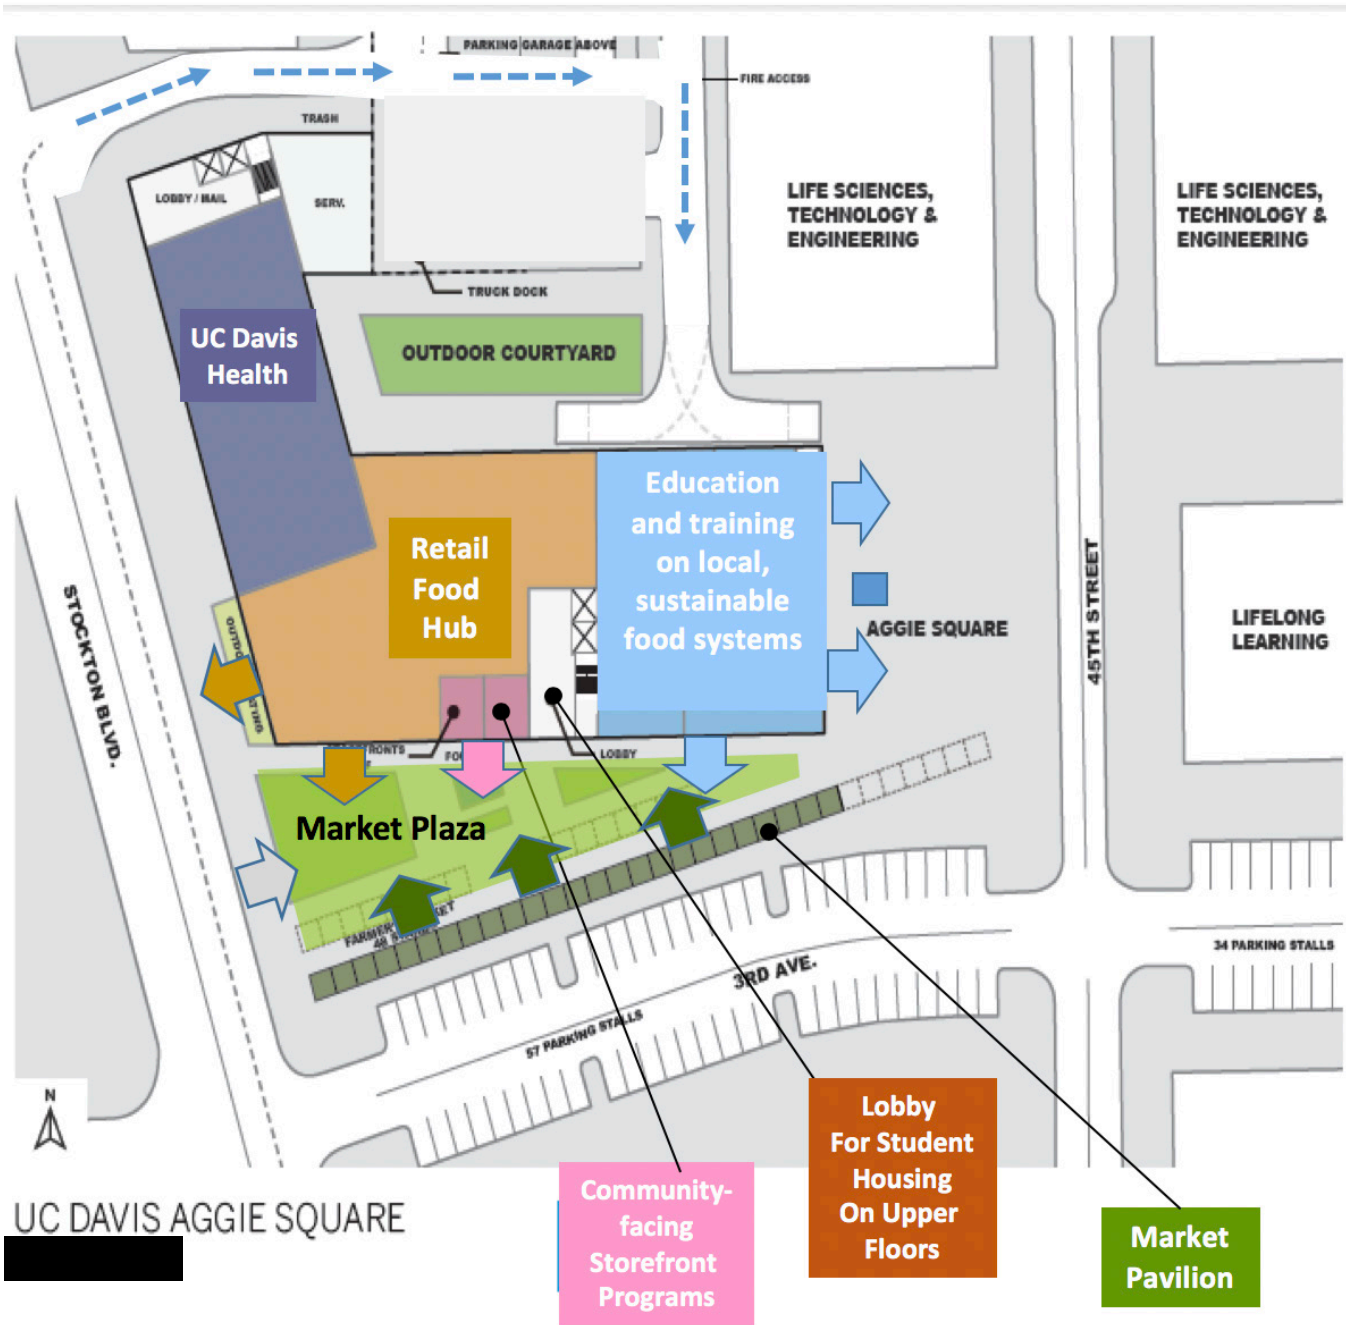 PARKING GARAGE ABOVE
FIRE ACCESS
TRASH
LOBBY / MAIL
SERV.
TRUCK DOCK
LIFE SCIENCES,
TECHNOLOGY &
ENGINEERING
LIFE SCIENCES,
TECHNOLOGY &
ENGINEERING
UC Davis
Health
OUTDOOR COURTYARD
Retail
Food
Hub
Education
and training
on local,
sustainable
food systems
AGGIE SQUARE
45TH STREET
LIFELONG
LEARNING
STOCKTON BLVD.
LOBBY
Market Plaza
34 PARKING STALLS
3RD AVE.
57 PARKING STALLS
N
Lobby
For Student
Housing
On Upper
Floors
Community-
facing
Storefront
Programs
Market
Pavilion
UC DAVIS AGGIE SQUARE